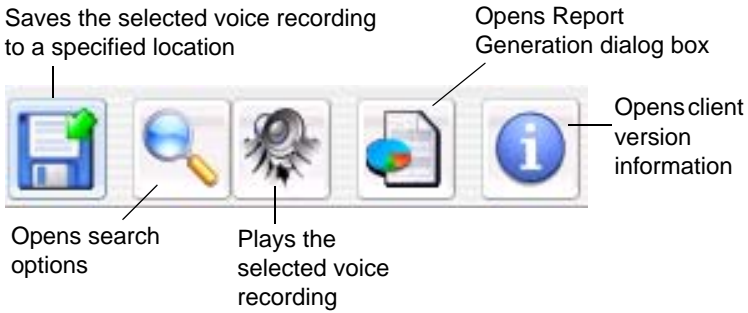 Saves the selected voice recording
to a specified location
Opens Report
Generation dialog box
Opens client
version
information
Opens search
options
Plays the
selected voice
recording